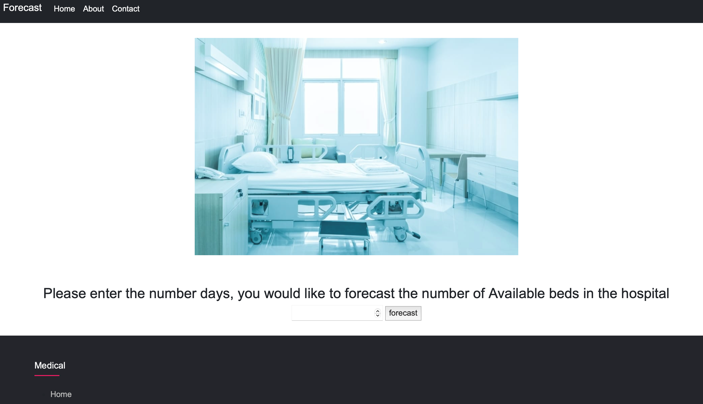 Forecast Home About Contact
Please enter the number days, you would like to forecast the number of Available beds in the hospital
forecast
Medical
Home